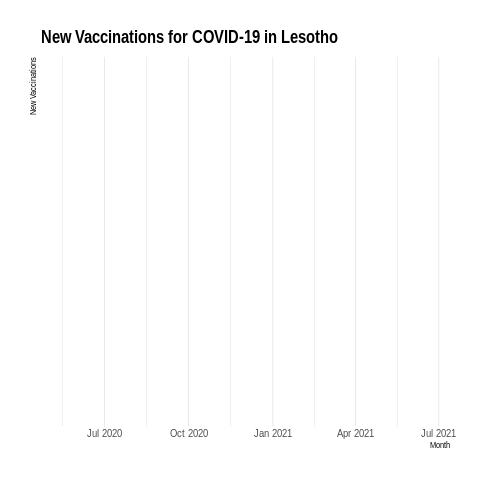 New Vaccinations for COVID-19 in Lesotho
New Vaccinations
Jul 2020 Oct 2020 Jan 2021 Apr 2021 Jul 2021
Month